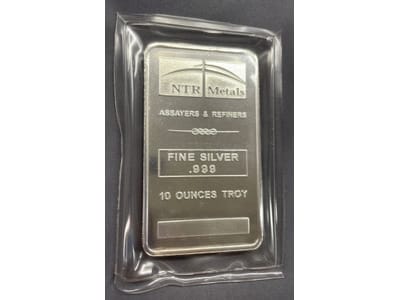 NTR Metals
ASSAYERS & REFINERS
FINE SILVER
.999
10 OUNCES TROY